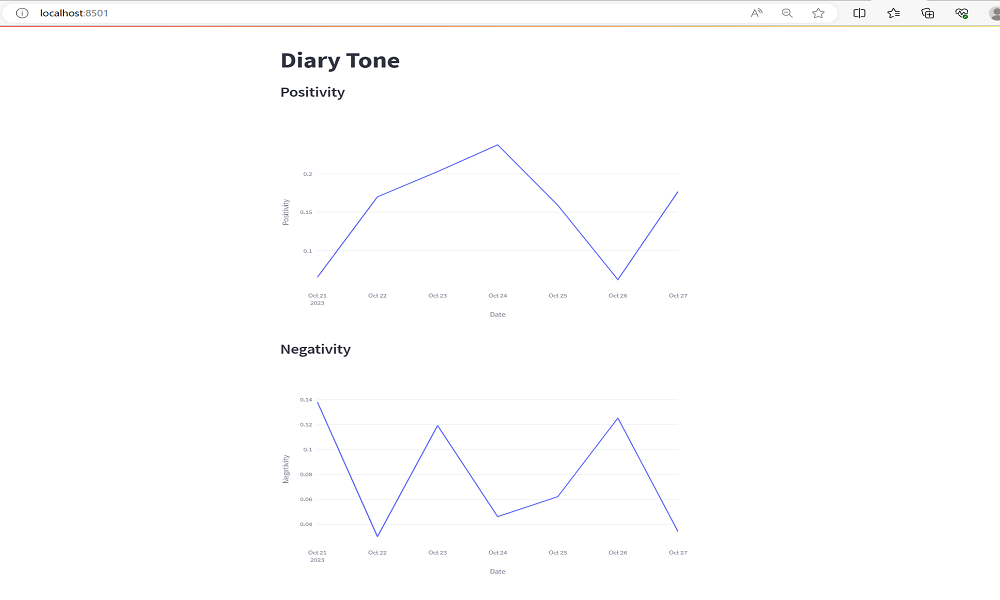 localhost:8501
Diary Tone
Positivity
0.2
0.15
0.1
Positivity
Oct 21 Oct 22 Oct 23 Oct 24 Oct 25 Oct 26 Oct 27
2023
Date
Negativity
0.14
0.12
0.1
0.08
0.06
0.04
Negativity
Oct 21 Oct 22 Oct 23 Oct 24 Oct 25 Oct 26 Oct 27
2023
Date